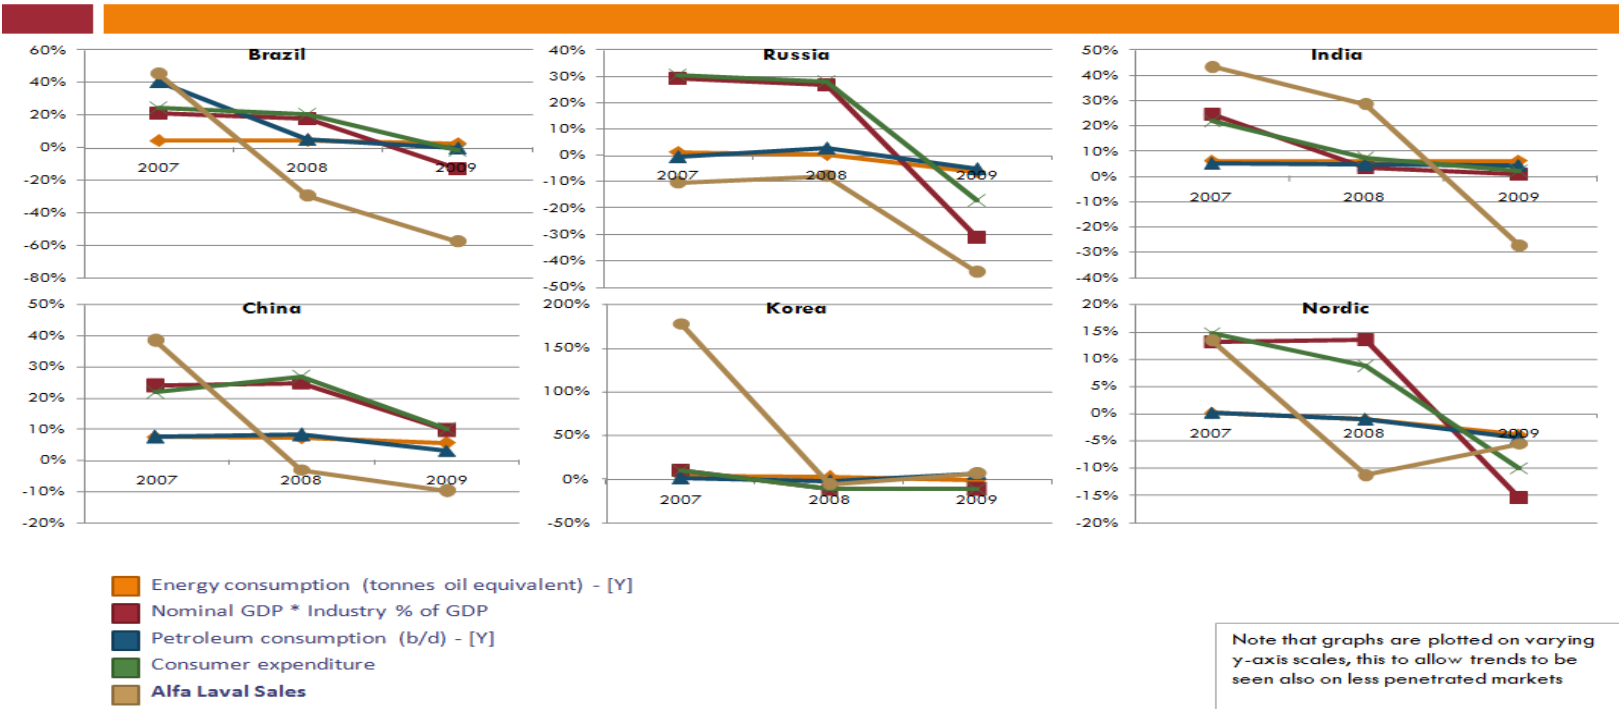 Brazil
60%
40%
20%
0%
-20%
-40%
-60%
-80%
2007 2008 2009
Russia
40%
30%
20%
10%
0%
-10%
-20%
-30%
-40%
-50%
2007 2008 2009
India
50%
40%
30%
20%
10%
0%
-10%
-20%
-30%
-40%
2007 2008 2009
China
50%
40%
30%
20%
10%
0%
-10%
-20%
2007 2008 2009
Korea
200%
150%
100%
50%
0%
-50%
2007 2008 2009
Nordic
20%
15%
10%
5%
0%
-5%
-10%
-15%
-20%
2007 2008 2009
Energy consumption (tonnes oil equivalent) - [Y]
Nominal GDP * Industry % of GDP
Petroleum consumption (b/d) - [Y]
Consumer expenditure
Alfa Laval Sales
Note that graphs are plotted on varying
y-axis scales, this to allow trends to be
seen also on less penetrated markets